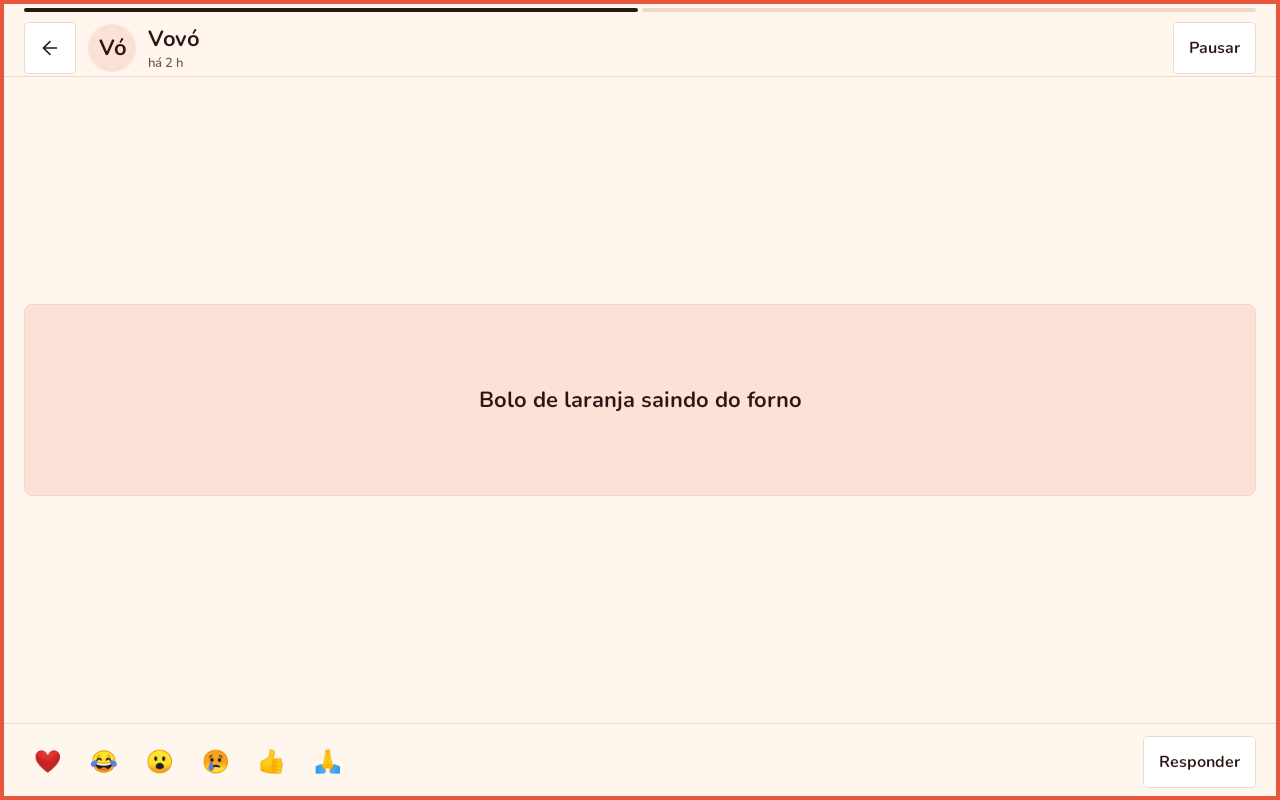 Vó
Vovó
há 2 h
Pausar
Bolo de laranja saindo do forno
Responder